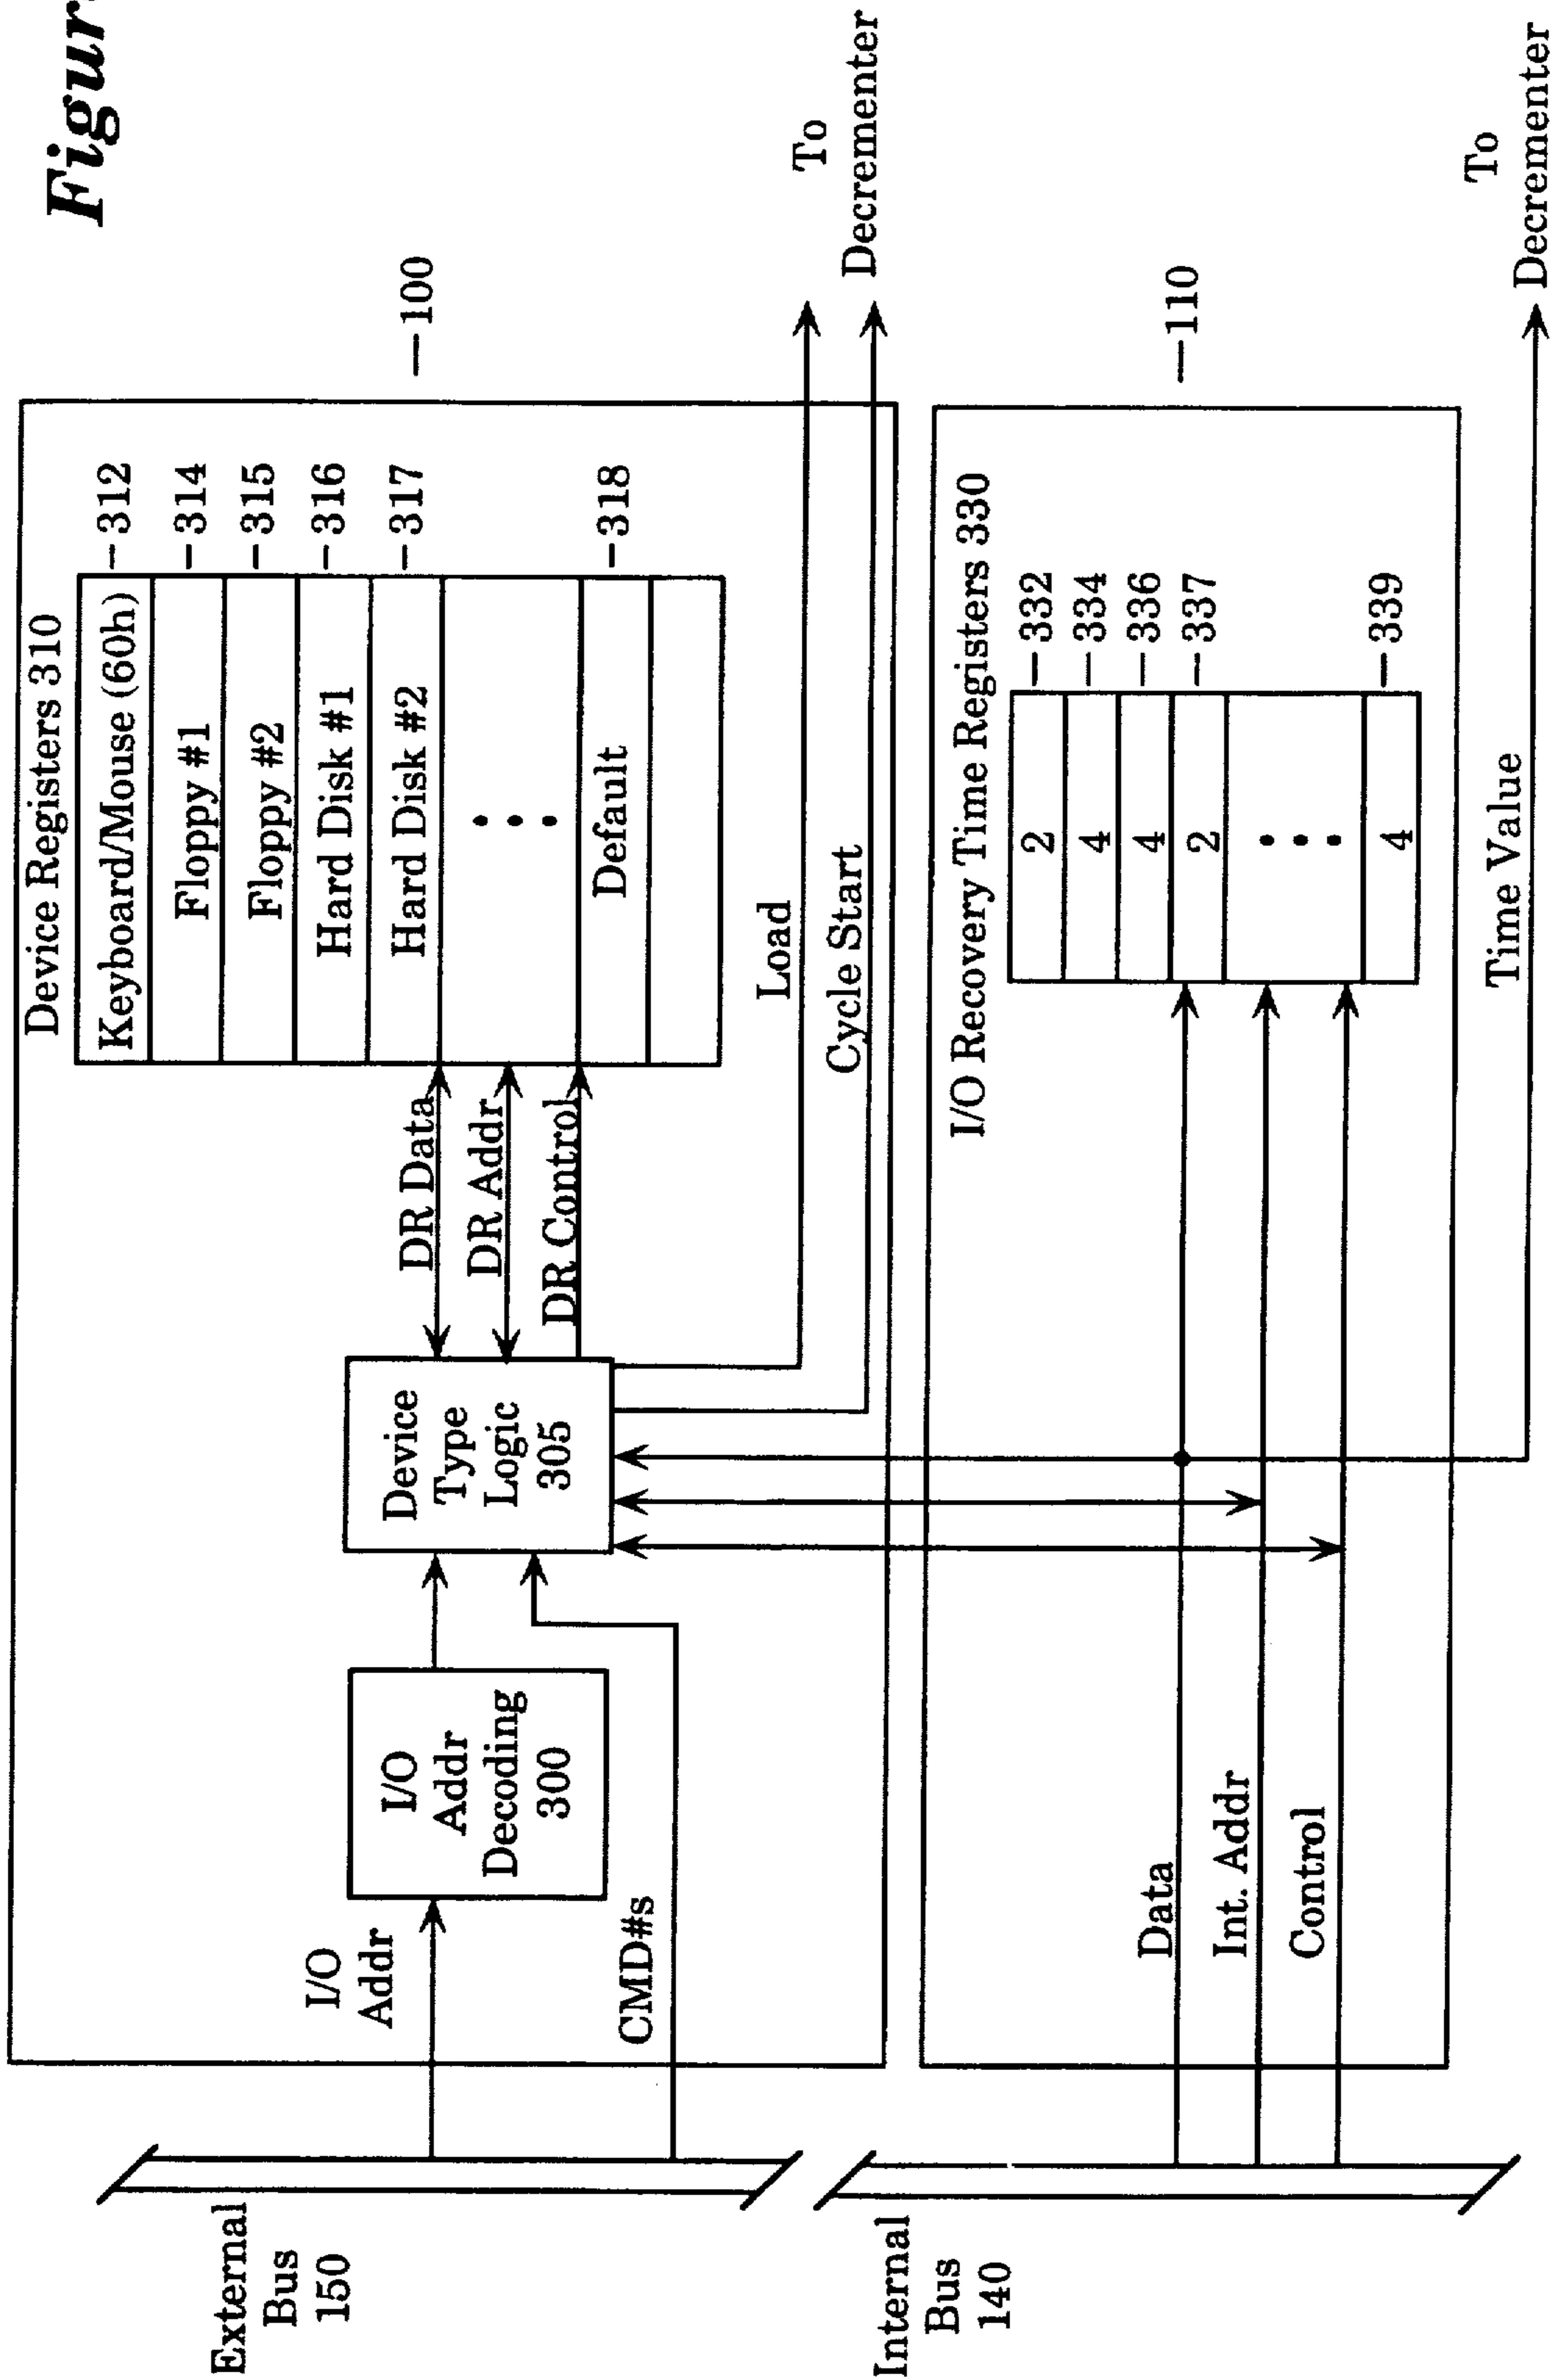 Figur
Device Registers 310
Keyboard/Mouse (60h)
–312
Floppy #1
–314
Floppy #2
–315
Hard Disk #1
–316
Hard Disk #2
–317
Default
–318
—100
I/O
Addr
I/O
Addr
Decoding
300
CMD#s
Device
Type
Logic
305
DR Data
DR Addr
DR Control
Load
Cycle Start
To
Decrementer
External
Bus
150
I/O Recovery Time Registers 330
2
–332
4
–334
4
–336
2
–337
4
–339
—110
Data
Int. Addr
Control
Time Value
To
Decrementer
Internal
Bus
140